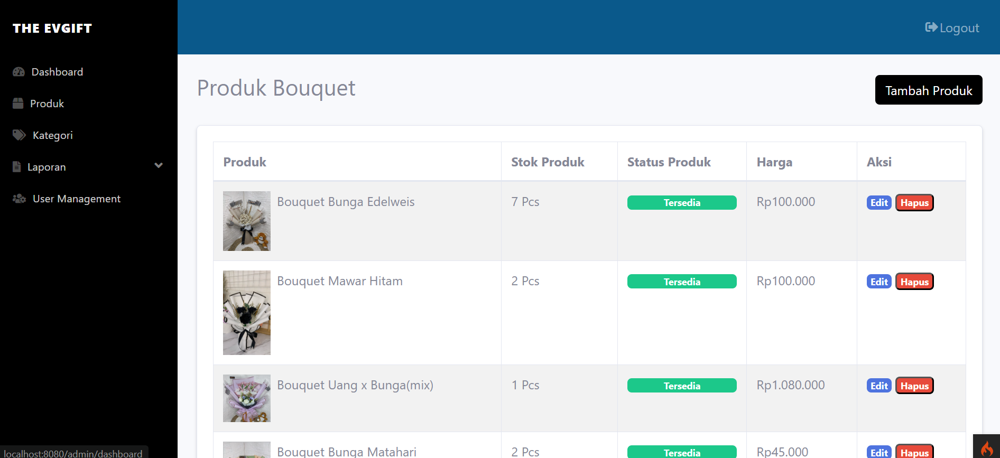 THE EVGIFT
Logout
Dashboard
Produk
Kategori
Laporan
User Management
Produk Bouquet
Tambah Produk
Produk Stok Produk Status Produk Harga Aksi
Bouquet Bunga Edelweis 7 Pcs Tersedia Rp100.000 Edit Hapus
Bouquet Mawar Hitam 2 Pcs Tersedia Rp100.000 Edit Hapus
Bouquet Uang x Bunga(mix) 1 Pcs Tersedia Rp1.080.000 Edit Hapus
Bouquet Bunga Matahari 2 Pcs Tersedia Rp45.000 Edit Hapus
localhost:8080/admin/dashboard